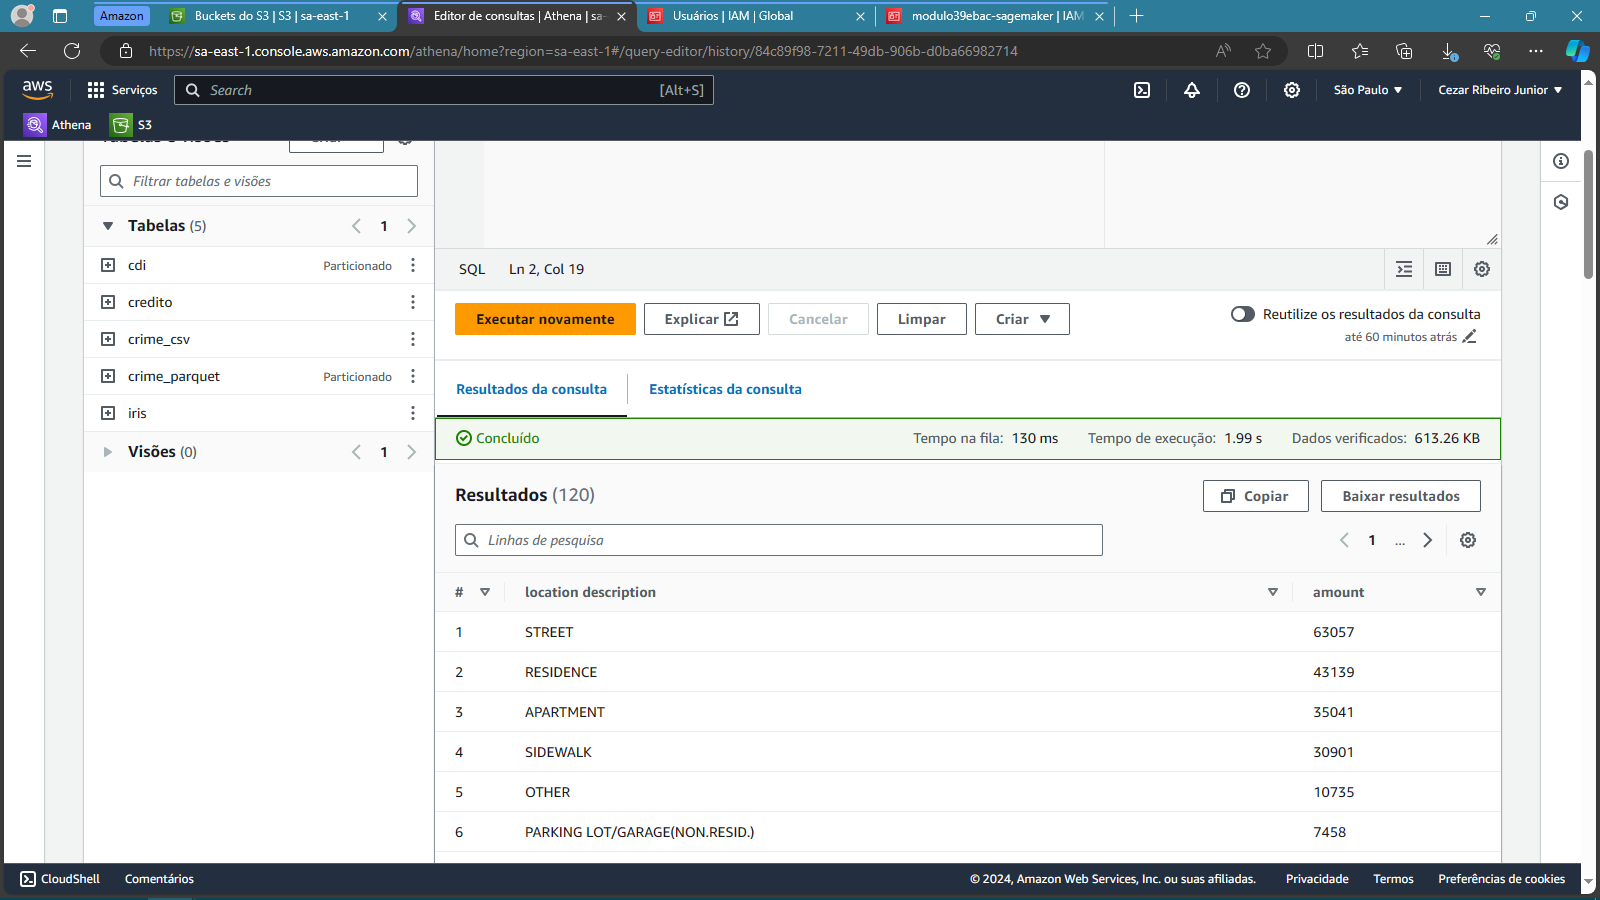 Amazon
Buckets do S3 | S3 | sa-east-1
Editor de consultas | Athena | sa-
Usuários | IAM | Global
modulo39ebac-sagemaker | IAM
https://sa-east-1.console.aws.amazon.com/athena/home?region=sa-east-1#/query-editor/history/84c89f98-7211-49db-906b-d0ba66982714
aws
Serviços
Search
[Alt+S]
São Paulo
Cezar Ribeiro Junior
Athena
S3
Filtrar tabelas e visões
Tabelas (5)
1
cdi
Particionado
credito
crime_csv
crime_parquet
Particionado
iris
Visões (0)
1
SQL
Ln 2, Col 19
Executar novamente
Explicar
Cancelar
Limpar
Criar
Reutilize os resultados da consulta
até 60 minutos atrás
Resultados da consulta
Estatísticas da consulta
Concluído
Tempo na fila: 130 ms
Tempo de execução: 1.99 s
Dados verificados: 613.26 KB
Resultados (120)
Copiar
Baixar resultados
Linhas de pesquisa
1
...
# location description amount
1 STREET 63057
2 RESIDENCE 43139
3 APARTMENT 35041
4 SIDEWALK 30901
5 OTHER 10735
6 PARKING LOT/GARAGE(NON.RESID.) 7458
CloudShell
Comentários
© 2024, Amazon Web Services, Inc. ou suas afiliadas.
Privacidade
Termos
Preferências de cookies